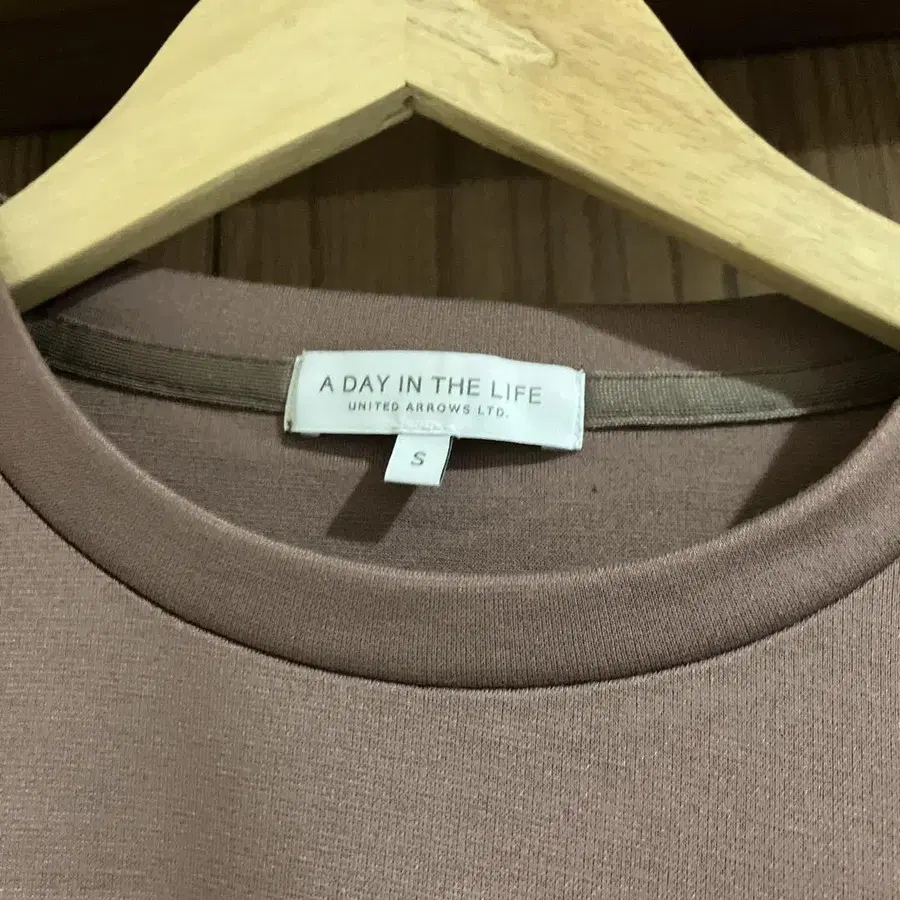 A DAY IN THE LIFE
UNITED ARROWS LTD.
S